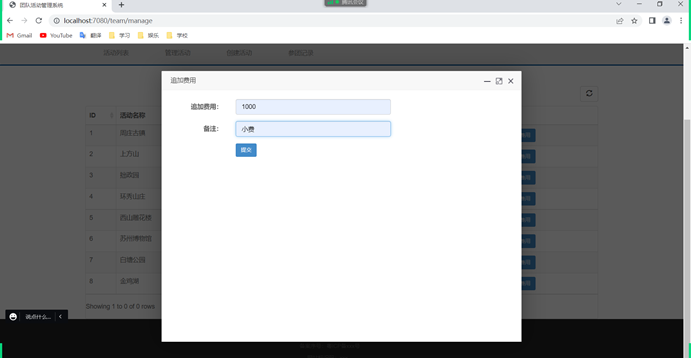 团队活动管理系统
腾讯会议
localhost:7080/team/manage
Gmail YouTube 翻译 学习 娱乐 学校
活动列表 管理活动 创建活动 参团记录
追加费用
追加费用: 1000
备注: 小费
提交
ID 活动名称
1 周庄古镇
2 上方山
3 拙政园
4 环秀山庄
5 西山雕花楼
6 苏州博物馆
7 白塘公园
8 金鸡湖
Showing 1 to 0 of 0 rows
说点什么...